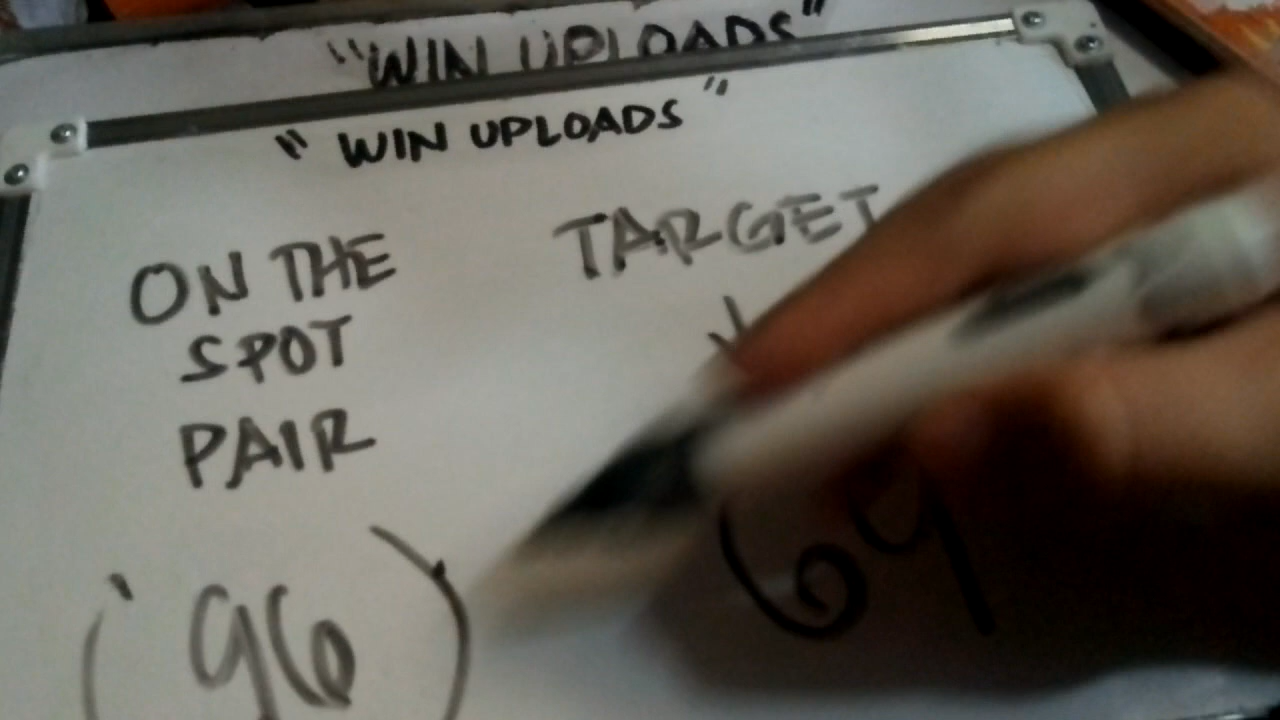 "WIN UPLOADS"
"WIN UPLOADS"
ON THE
SPOT
PAIR
TARGET
(96)
69